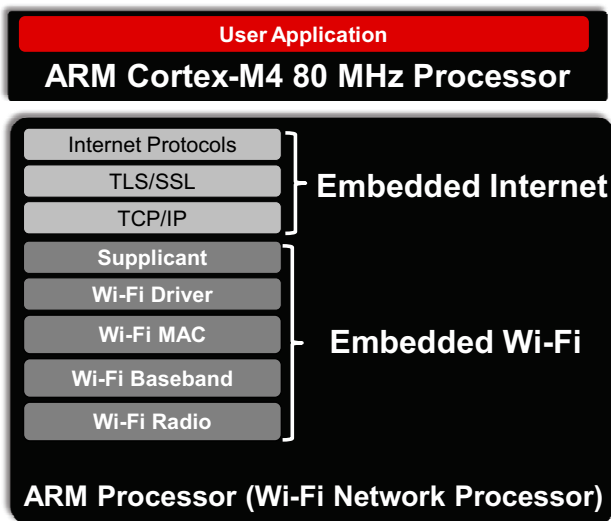 User Application
ARM Cortex-M4 80 MHz Processor
Internet Protocols
TLS/SSL
TCP/IP
Embedded Internet
Supplicant
Wi-Fi Driver
Wi-Fi MAC
Wi-Fi Baseband
Wi-Fi Radio
Embedded Wi-Fi
ARM Processor (Wi-Fi Network Processor)